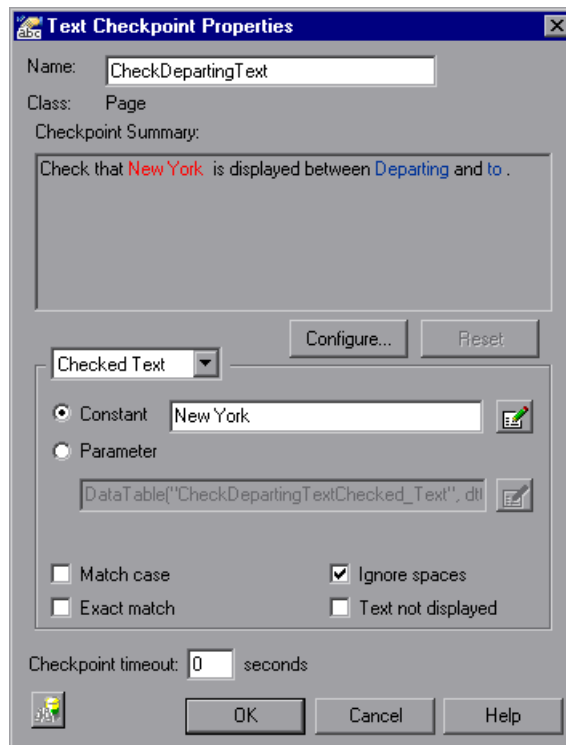 Text Checkpoint Properties
Name: CheckDepartingText
Class: Page
Checkpoint Summary:
Check that New York is displayed between Departing and to .
Configure... Reset
Checked Text
Constant New York
Parameter
DataTable("CheckDepartingTextChecked_Text", dt
Match case Ignore spaces
Exact match Text not displayed
Checkpoint timeout: 0 seconds
OK Cancel Help